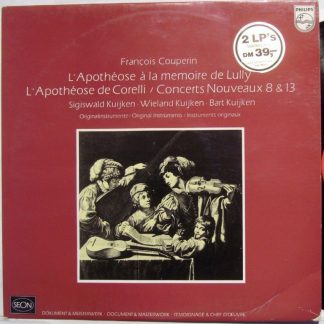 PHILIPS
2 LP's
DM 39,-
François Couperin
L'Apothéose à la memoire de Lully
L'Apothéose de Corelli / Concerts Nouveaux 8 & 13
Sigiswald Kuijken · Wieland Kuijken · Bart Kuijken
Originalinstrumente · Original Instruments · Instruments originaux
SEON
DOKUMENT & MEISTERWERK · DOCUMENT & MASTERWORK · TEMOIGNAGE & CHEF D'OEUVRE